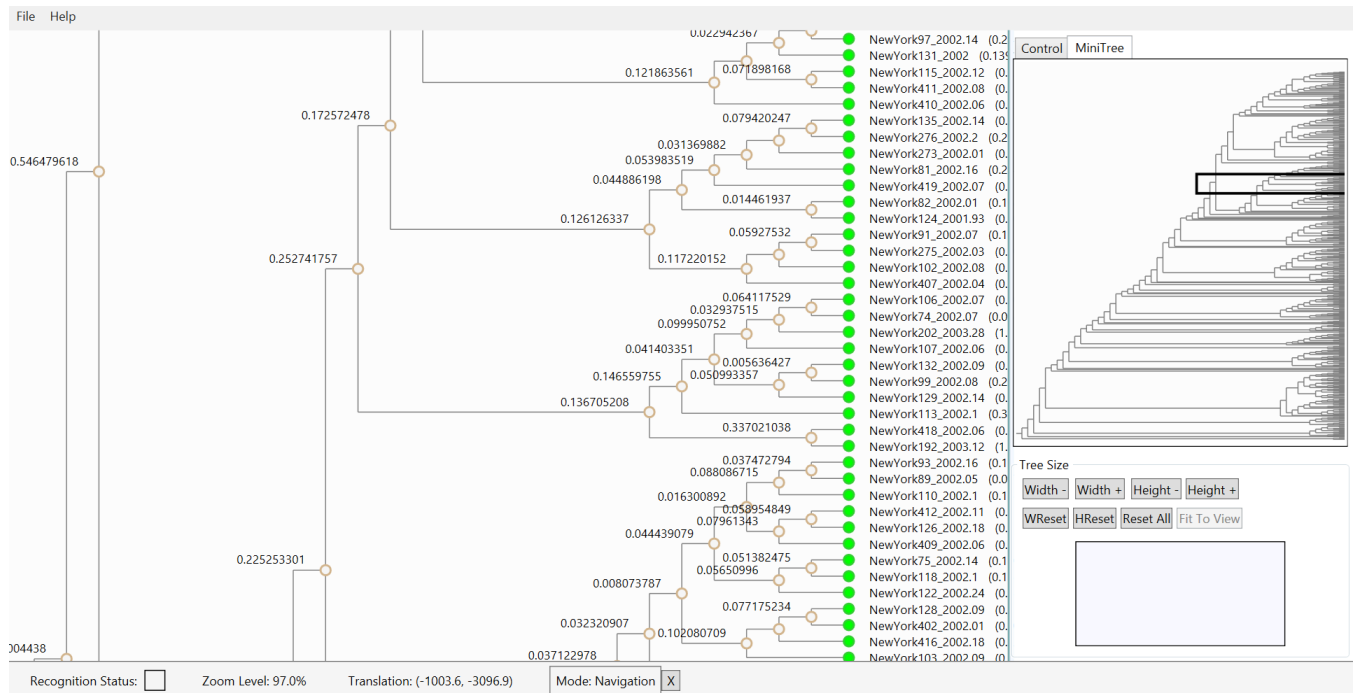 File Help
Control MiniTree
0.022942367
NewYork97_2002.14 (0.2
NewYork131_2002 (0.139
0.121863561
0.071898168
NewYork115_2002.12 (0.
NewYork411_2002.08 (0.
NewYork410_2002.06 (0.
0.172572478
0.079420247
NewYork135_2002.14 (0.
NewYork276_2002.2 (0.2
0.031369882
NewYork273_2002.01 (0.
0.546479618
0.053983519
NewYork81_2002.16 (0.2
0.044886198
NewYork419_2002.07 (0.
0.014461937
NewYork82_2002.01 (0.1
NewYork124_2001.93 (0.
0.126126337
0.05927532
NewYork91_2002.07 (0.1
NewYork275_2002.03 (0.
0.252741757
0.117220152
NewYork102_2002.08 (0.
NewYork407_2002.04 (0.
0.064117529
NewYork106_2002.07 (0.
0.032937515
NewYork74_2002.07 (0.0
0.099950752
NewYork202_2003.28 (1.
0.041403351
NewYork107_2002.06 (0.
0.005636427
NewYork132_2002.09 (0.
0.146559755
0.050993357
NewYork99_2002.08 (0.2
NewYork129_2002.14 (0.
0.136705208
NewYork113_2002.1 (0.3
0.337021038
NewYork418_2002.06 (0.
NewYork192_2003.12 (1.
0.037472794
NewYork93_2002.16 (0.1
0.088086715
NewYork89_2002.05 (0.0
0.016300892
NewYork110_2002.1 (0.1
0.058954849
NewYork412_2002.11 (0.
0.07961343
NewYork126_2002.18 (0.
0.044439079
NewYork409_2002.06 (0.
0.225253301
0.051382475
NewYork75_2002.14 (0.1
0.05650996
NewYork118_2002.1 (0.1
0.008073787
NewYork122_2002.24 (0.
0.077175234
NewYork128_2002.09 (0.
0.032320907
0.102080709
NewYork402_2002.01 (0.
NewYork416_2002.18 (0.
004438
0.037122978
NewYork103_2002.09 (0.
Tree Size
Width - Width + Height - Height +
WReset HReset Reset All Fit To View
Recognition Status: Zoom Level: 97.0% Translation: (-1003.6, -3096.9) Mode: Navigation X